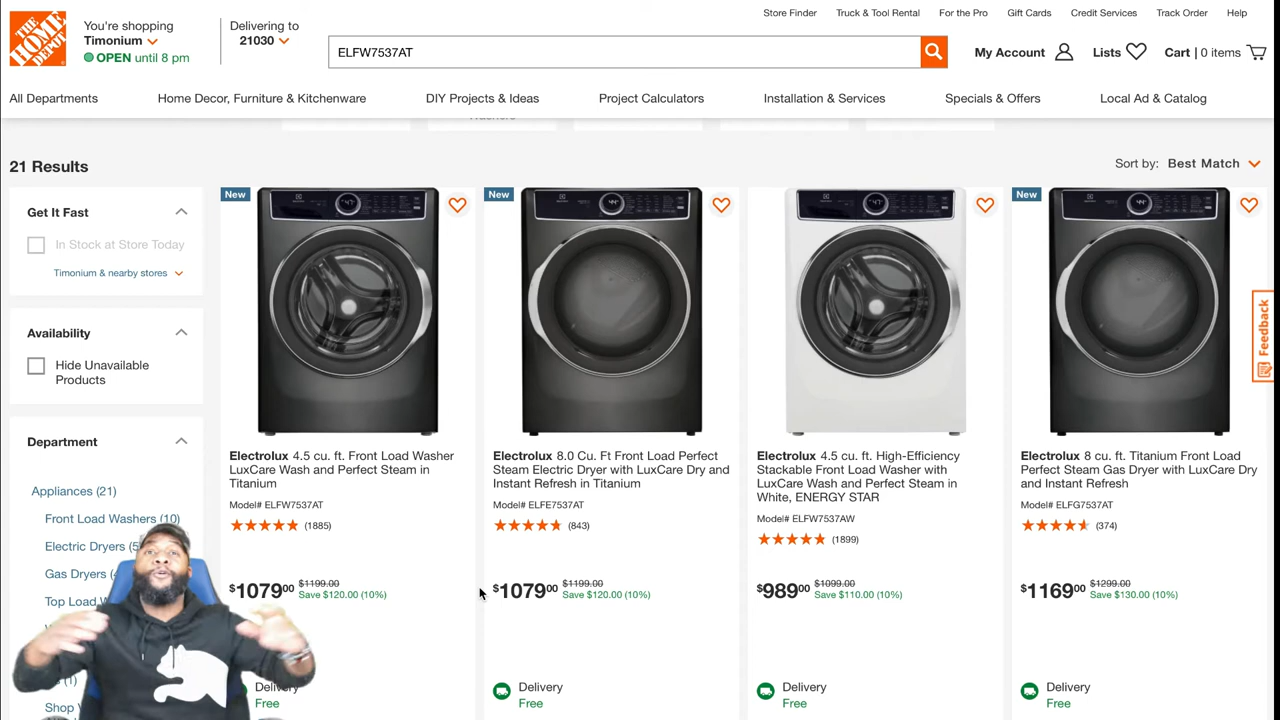 THE HOME DEPOT
You're shopping
Timonium
OPEN until 8 pm
Delivering to
21030
ELFW7537AT
Store Finder
Truck & Tool Rental
For the Pro
Gift Cards
Credit Services
Track Order
Help
My Account
Lists
Cart | 0 items
All Departments
Home Decor, Furniture & Kitchenware
DIY Projects & Ideas
Project Calculators
Installation & Services
Specials & Offers
Local Ad & Catalog
21 Results
Sort by: Best Match
Get It Fast
In Stock at Store Today
Timonium & nearby stores
Availability
Hide Unavailable
Products
Department
Appliances (21)
Front Load Washers (10)
Electric Dryers
Gas Dryers
Top Load
Shop
New
Electrolux 4.5 cu. ft. Front Load Washer
LuxCare Wash and Perfect Steam in
Titanium
Model# ELFW7537AT
(1885)
$107900 $1199.00
Save $120.00 (10%)
Delivery
Free
New
Electrolux 8.0 Cu. Ft Front Load Perfect
Steam Electric Dryer with LuxCare Dry and
Instant Refresh in Titanium
Model# ELFE7537AT
(843)
$107900 $1199.00
Save $120.00 (10%)
Delivery
Free
Electrolux 4.5 cu. ft. High-Efficiency
Stackable Front Load Washer with
LuxCare Wash and Perfect Steam in
White, ENERGY STAR
Model# ELFW7537AW
(1899)
$98900 $1099.00
Save $110.00 (10%)
Delivery
Free
New
Electrolux 8 cu. ft. Titanium Front Load
Perfect Steam Gas Dryer with LuxCare Dry
and Instant Refresh
Model# ELFG7537AT
(374)
$116900 $1299.00
Save $130.00 (10%)
Delivery
Free
Feedback